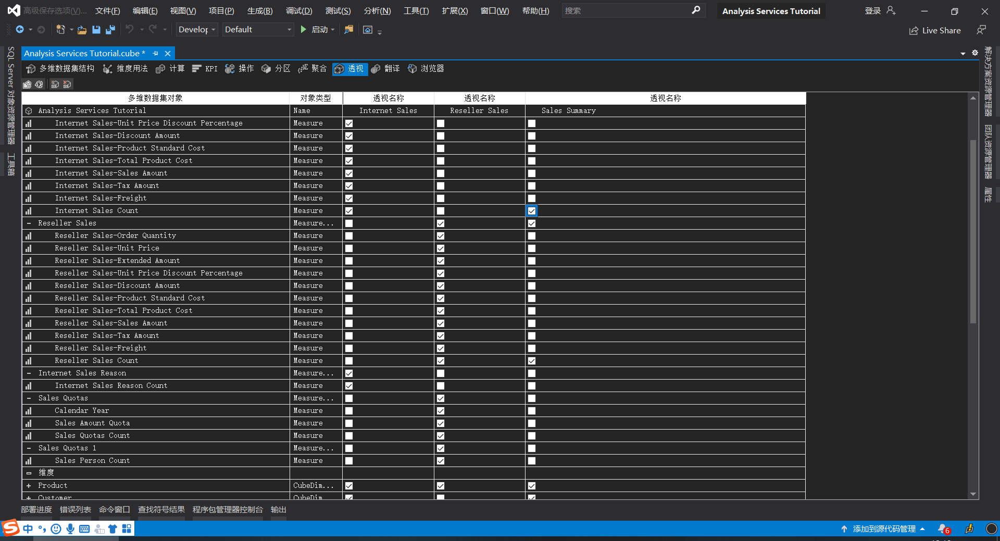 高级保存选项(V)... 文件(F) 编辑(E) 视图(V) 项目(P) 生成(B) 调试(D) 测试(S) 分析(N) 工具(T) 扩展(X) 窗口(W) 帮助(H) 搜索 Analysis Services Tutorial 登录
Develop Default 启动 Live Share
SQL Server 对象资源管理器
工具箱
Analysis Services Tutorial.cube *
多维数据集结构 维度用法 计算 KPI 操作 分区 聚合 透视 翻译 浏览器
多维数据集对象 对象类型 透视名称 透视名称 透视名称
Analysis Services Tutorial Name Internet Sales Reseller Sales Sales Summary
Internet Sales-Unit Price Discount Percentage Measure
Internet Sales-Discount Amount Measure
Internet Sales-Product Standard Cost Measure
Internet Sales-Total Product Cost Measure
Internet Sales-Sales Amount Measure
Internet Sales-Tax Amount Measure
Internet Sales-Freight Measure
Internet Sales Count Measure
- Reseller Sales Measure...
Reseller Sales-Order Quantity Measure
Reseller Sales-Unit Price Measure
Reseller Sales-Extended Amount Measure
Reseller Sales-Unit Price Discount Percentage Measure
Reseller Sales-Discount Amount Measure
Reseller Sales-Product Standard Cost Measure
Reseller Sales-Total Product Cost Measure
Reseller Sales-Sales Amount Measure
Reseller Sales-Tax Amount Measure
Reseller Sales-Freight Measure
Reseller Sales Count Measure
- Internet Sales Reason Measure...
Internet Sales Reason Count Measure
- Sales Quotas Measure...
Calendar Year Measure
Sales Amount Quota Measure
Sales Quotas Count Measure
- Sales Quotas 1 Measure...
Sales Person Count Measure
维度
+ Product CubeDim...
+ Customer CubeDim
解决方案资源管理器
团队资源管理器
属性
部署进度 错误列表 命令窗口 查找符号结果 程序包管理器控制台 输出
中 添加到源代码管理 6